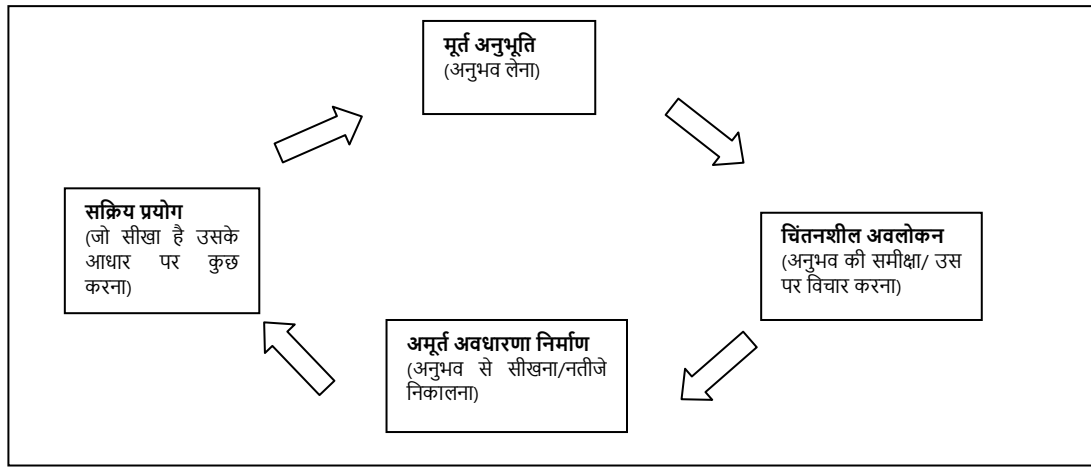 मूर्त अनुभूति
(अनुभव लेना)
सक्रिय प्रयोग
(जो सीखा है उसके
आधार पर कुछ
करना)
चिंतनशील अवलोकन
(अनुभव की समीक्षा/ उस
पर विचार करना)
अमूर्त अवधारणा निर्माण
(अनुभव से सीखना/नतीजे
निकालना)